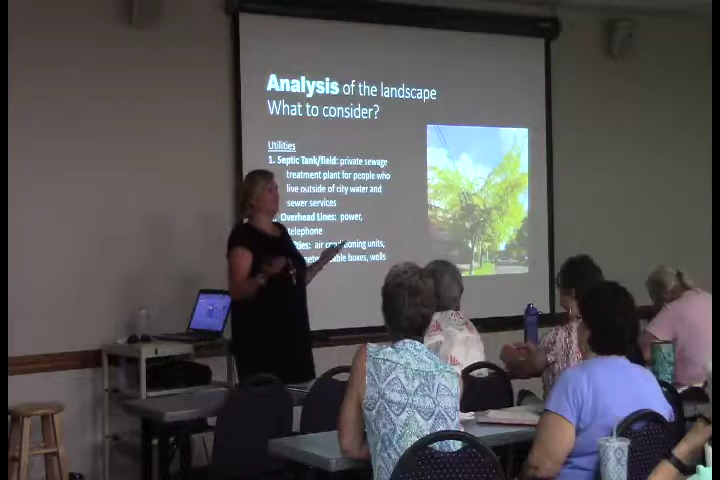 Analysis of the landscape
What to consider?
Utilities
1. Septic Tank/field: private sewage
treatment plant for people who
live outside of city water and
sewer services
Overhead Lines: power,
telephone
air conditioning units,
boxes, wells